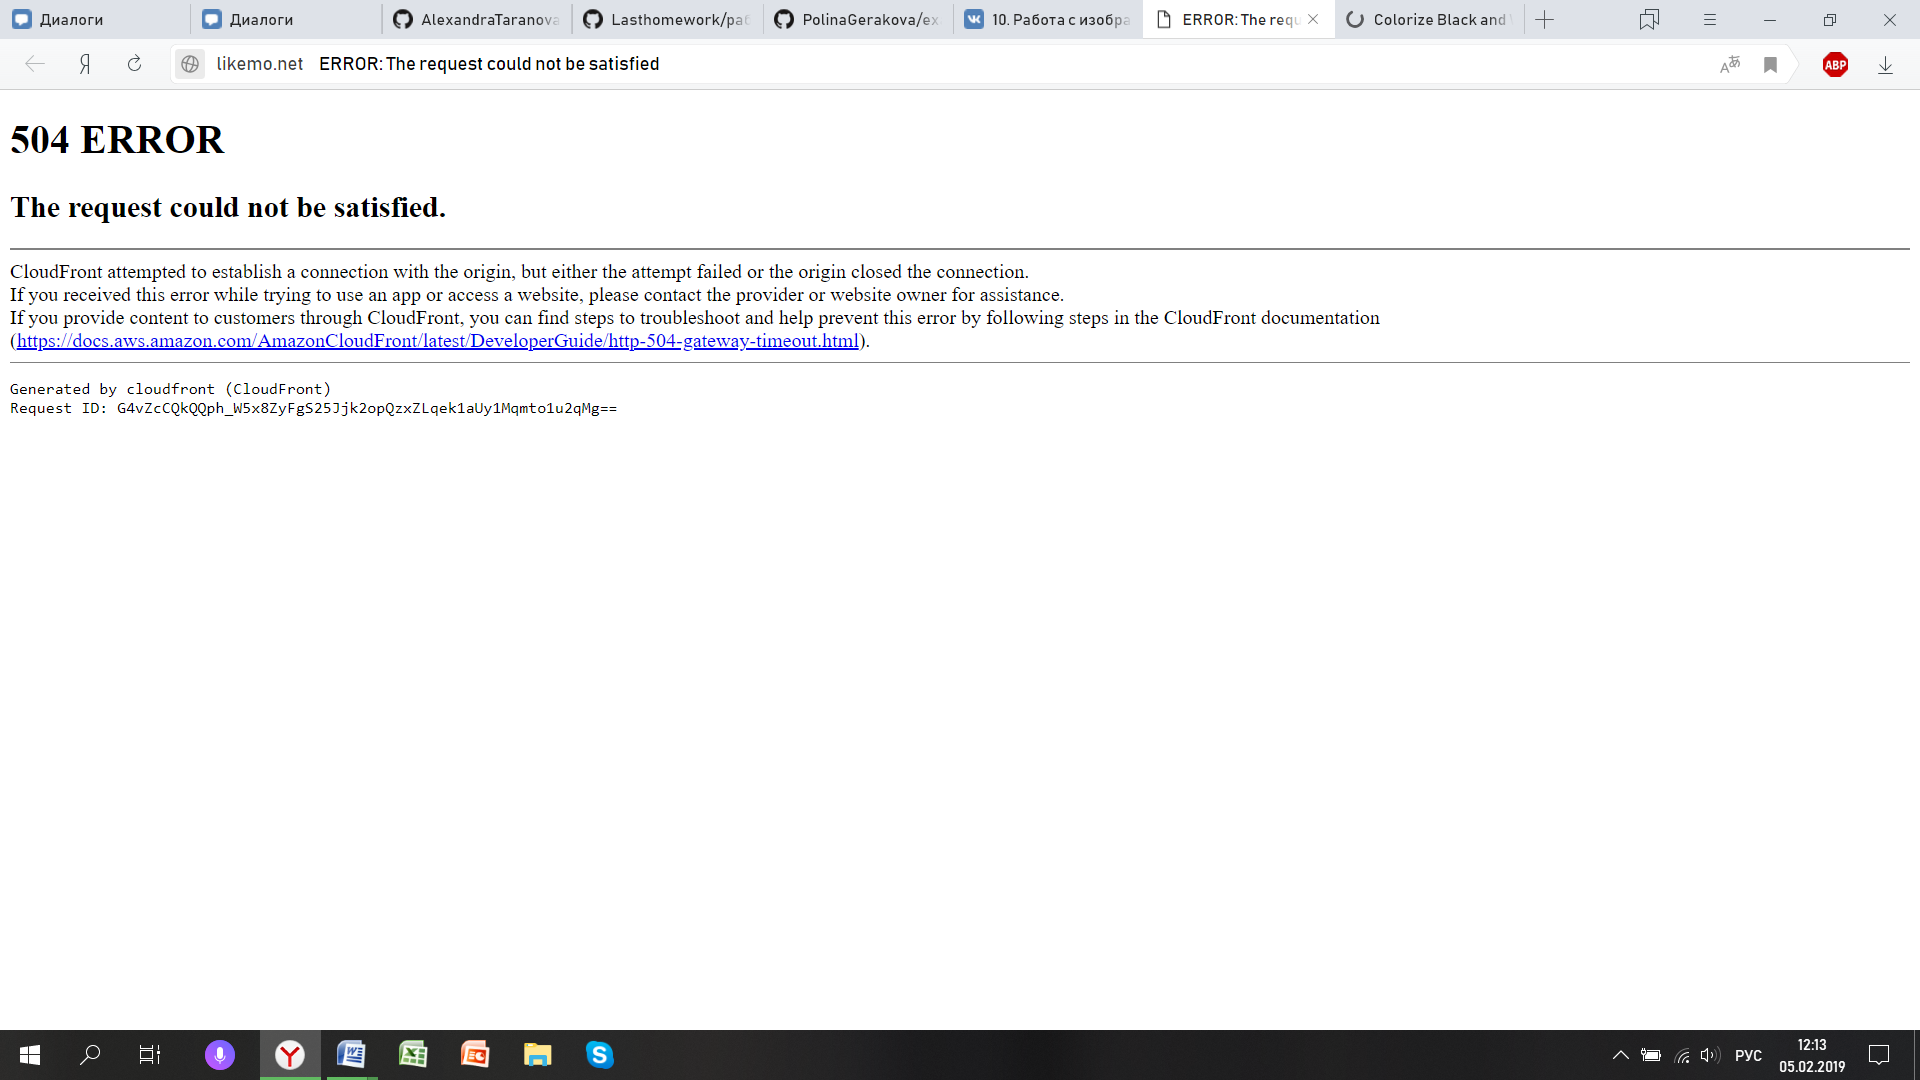 Диалоги
Диалоги
AlexandraTaranova
Lasthomework/раб
PolinaGerakova/ex
10. Работа с изобра
ERROR: The requ
Colorize Black and
Я
likemo.net ERROR: The request could not be satisfied
ABP
504 ERROR
The request could not be satisfied.
CloudFront attempted to establish a connection with the origin, but either the attempt failed or the origin closed the connection.
If you received this error while trying to use an app or access a website, please contact the provider or website owner for assistance.
If you provide content to customers through CloudFront, you can find steps to troubleshoot and help prevent this error by following steps in the CloudFront documentation
(https://docs.aws.amazon.com/AmazonCloudFront/latest/DeveloperGuide/http-504-gateway-timeout.html).
Generated by cloudfront (CloudFront)
Request ID: G4vZcCQkQQph_W5x8ZyFgS25Jjk2opQzxZLqek1aUy1Mqmto1u2qMg==
РУС
12:13
05.02.2019